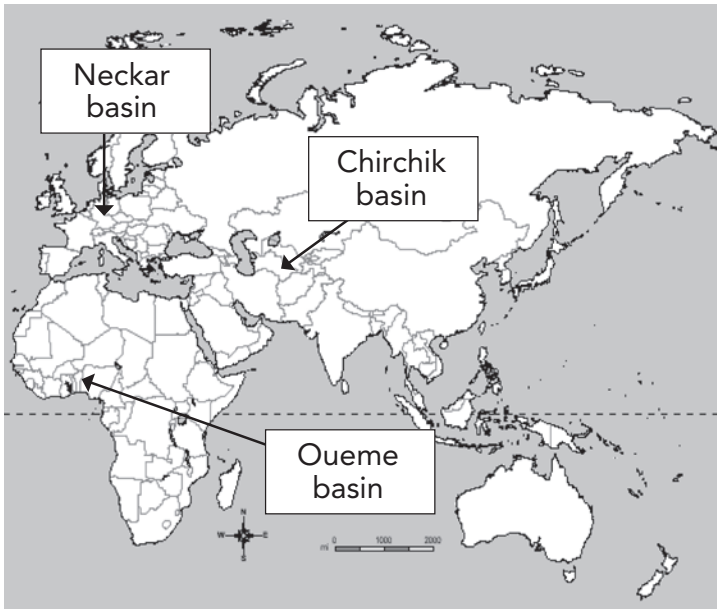 Neckar
basin
Chirchik
basin
Oueme
basin
N
W E
S
mi 0 1000 2000